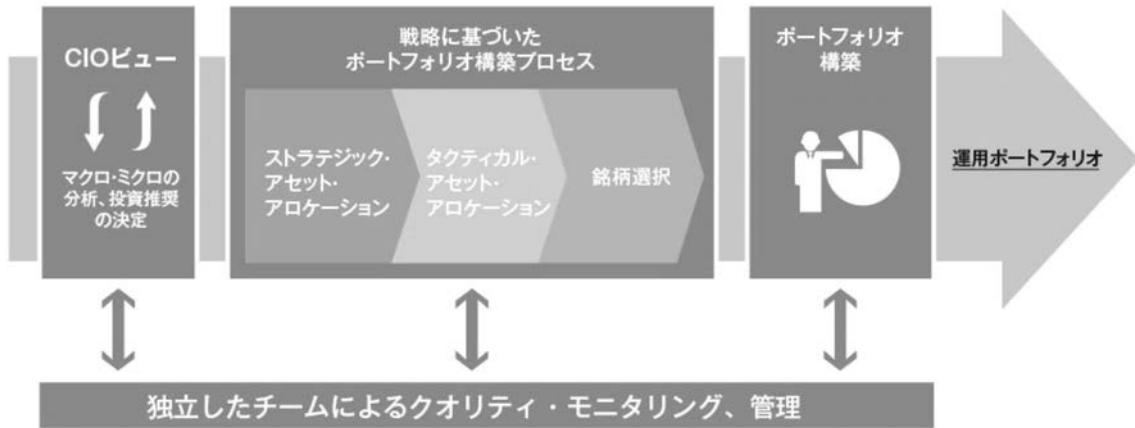 CIOビュー
マクロ・ミクロの
分析、投資推奨
の決定
戦略に基づいた
ポートフォリオ構築プロセス
ストラテジック・
アセット・
アロケーション
タクティカル・
アセット・
アロケーション
銘柄選択
ポートフォリオ
構築
運用ポートフォリオ
独立したチームによるクオリティ・モニタリング、管理